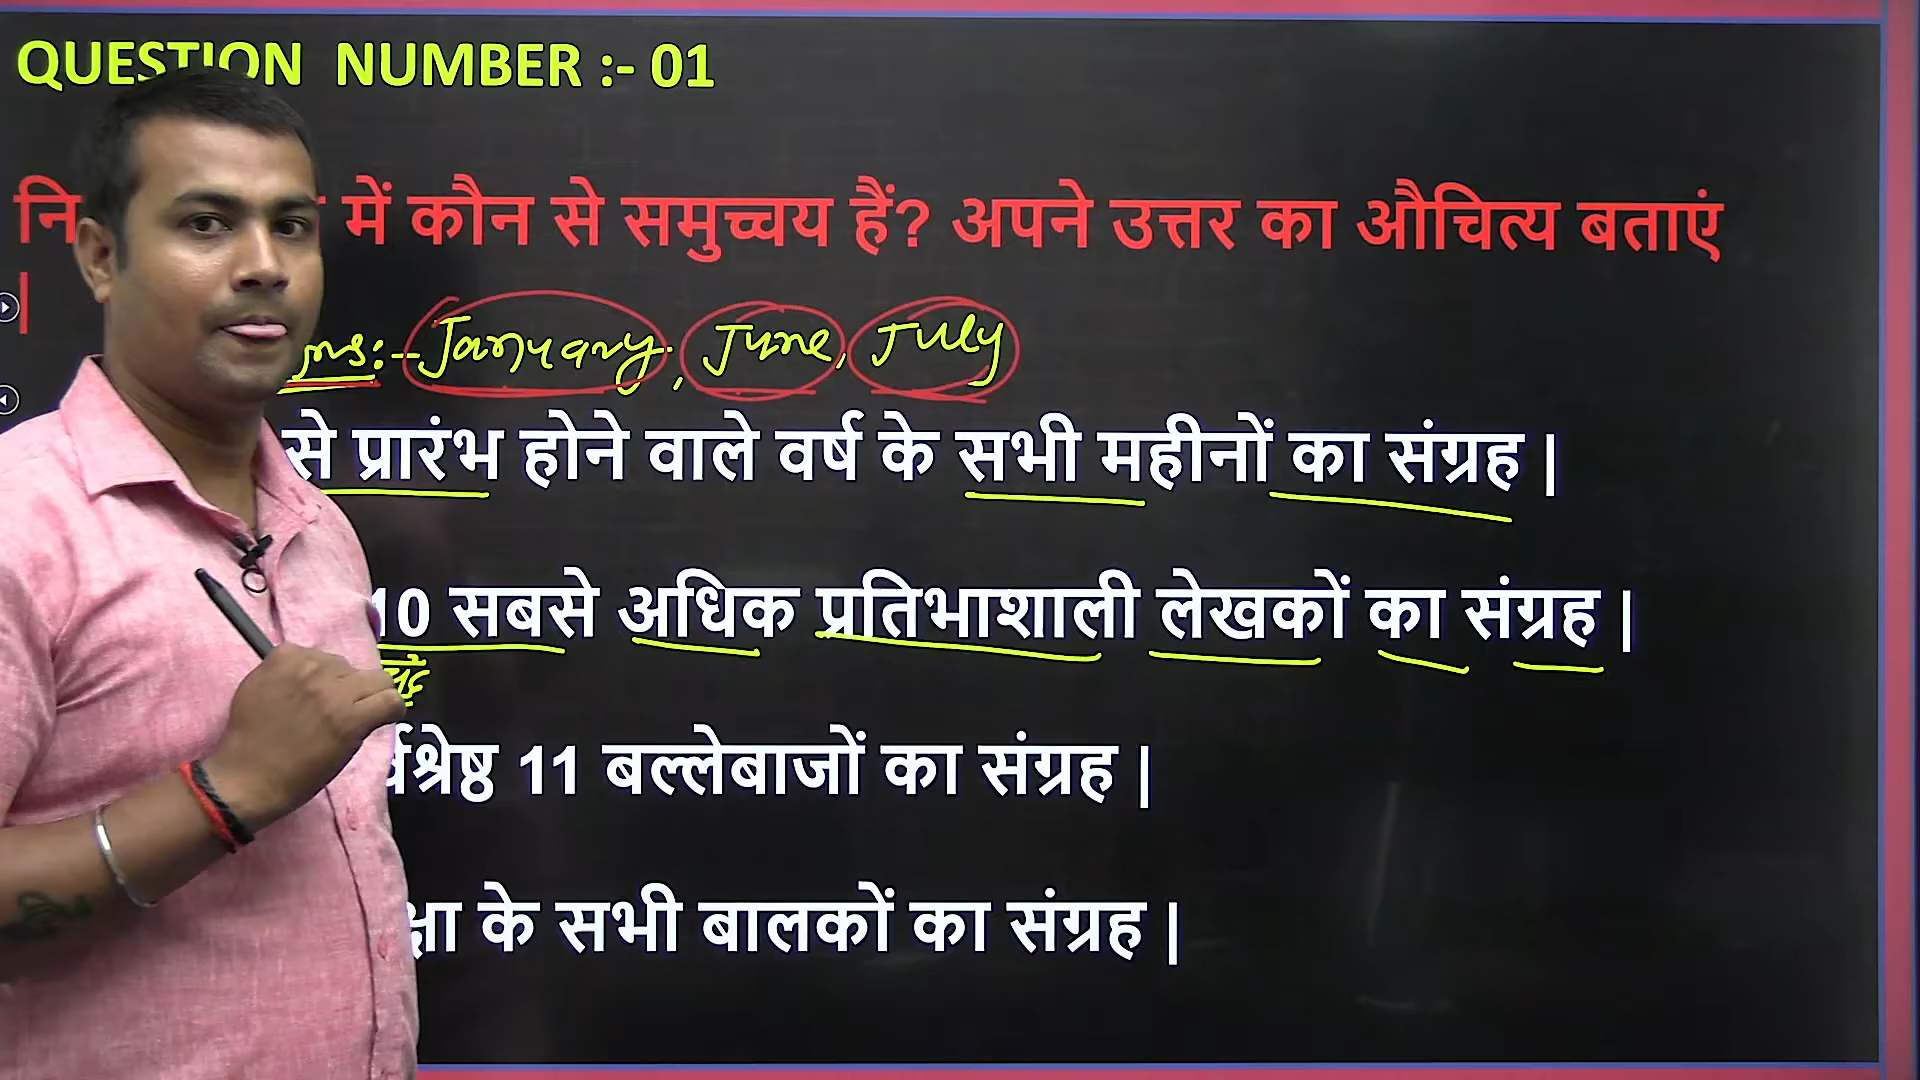 QUESTION NUMBER :- 01
में कौन से समुच्चय हैं? अपने उत्तर का औचित्य बताएं
|
Ans:- January, June, July
से प्रारंभ होने वाले वर्ष के सभी महीनों का संग्रह |
10 सबसे अधिक प्रतिभाशाली लेखकों का संग्रह |
11 बल्लेबाजों का संग्रह |
के सभी बालकों का संग्रह |